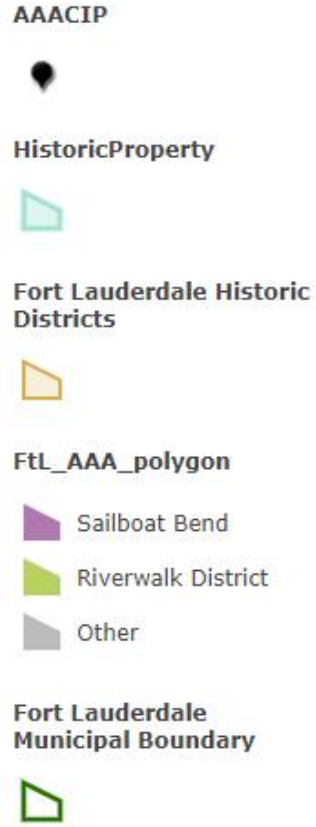 AAACIP
HistoricProperty
Fort Lauderdale Historic
Districts
FtL_AAA_polygon
Sailboat Bend
Riverwalk District
Other
Fort Lauderdale
Municipal Boundary